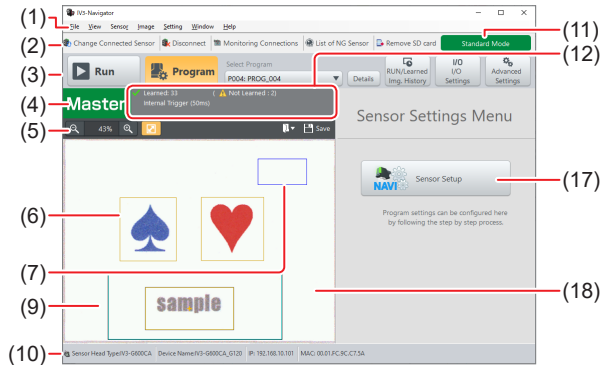 (1)
IV3-Navigator
(11)
File View Sensor Image Setting Window Help
(2)
Change Connected Sensor Disconnect Monitoring Connections List of NG Sensor Remove SD card Standard Mode
(12)
(3)
Run Program
Select Program
P004: PROG_004
Details
RUN/Learned
Img. History
I/O
I/O
Settings
Advanced
Settings
(4)
Master
Learned: 33 ( Not Learned : 2)
Internal Trigger (50ms)
Sensor Settings Menu
(5)
43%
Save
NAVI
Sensor Setup
(17)
Program settings can be configured here
by following the step by step process.
(6)
(7)
(9)
sample
(18)
(10)
Sensor Head Type:IV3-G600CA Device Name:IV3-G600CA_G120 IP: 192.168.10.101 MAC: 00.01.FC.9C.C7.5A